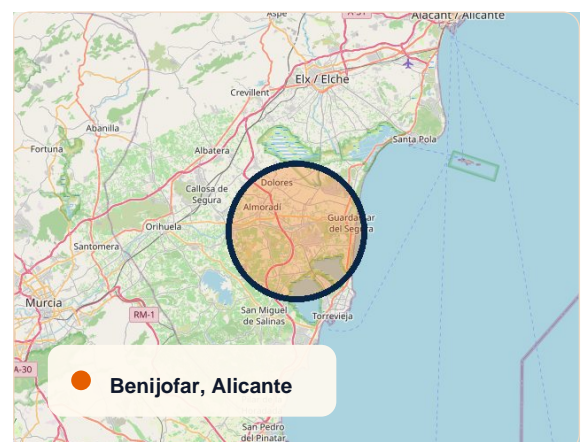 Aspe
A-31
Alacant / Alicante
Elx / Elche
Crevillent
Abanilla
Santa Pola
Fortuna
Albatera
Dolores
Callosa de
Segura
Almoradí
Guardamar
del Segura
Orihuela
Santomera
Murcia
RM-1
San Miguel
de Salinas
Torrevieja
A-30
Benijofar, Alicante
San Pedro
del Pinatar